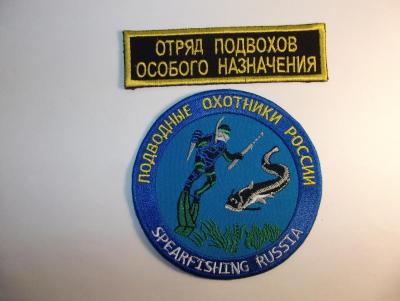 ОТРЯД ПОДВОХОВ
ОСОБОГО НАЗНАЧЕНИЯ
ПОДВОДНЫЕ ОХОТНИКИ РОССИИ
SPEARFISHING RUSSIA